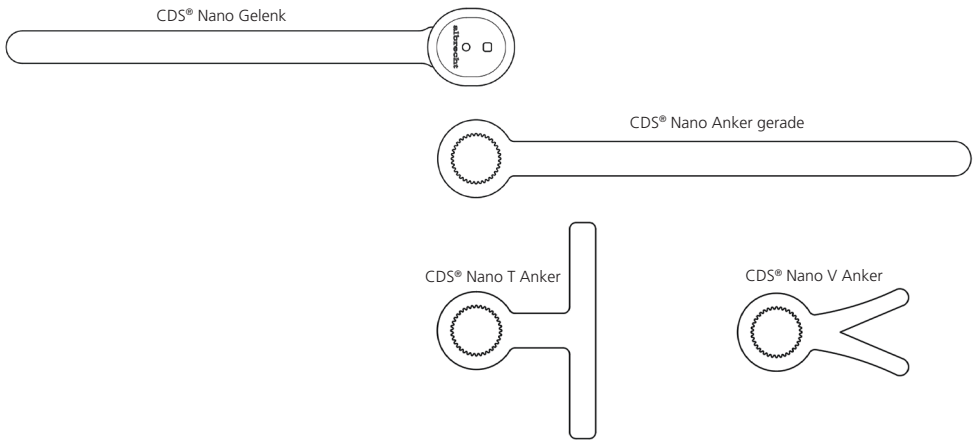 CDS® Nano Gelenk
albrecht
CDS® Nano Anker gerade
CDS® Nano T Anker
CDS® Nano V Anker